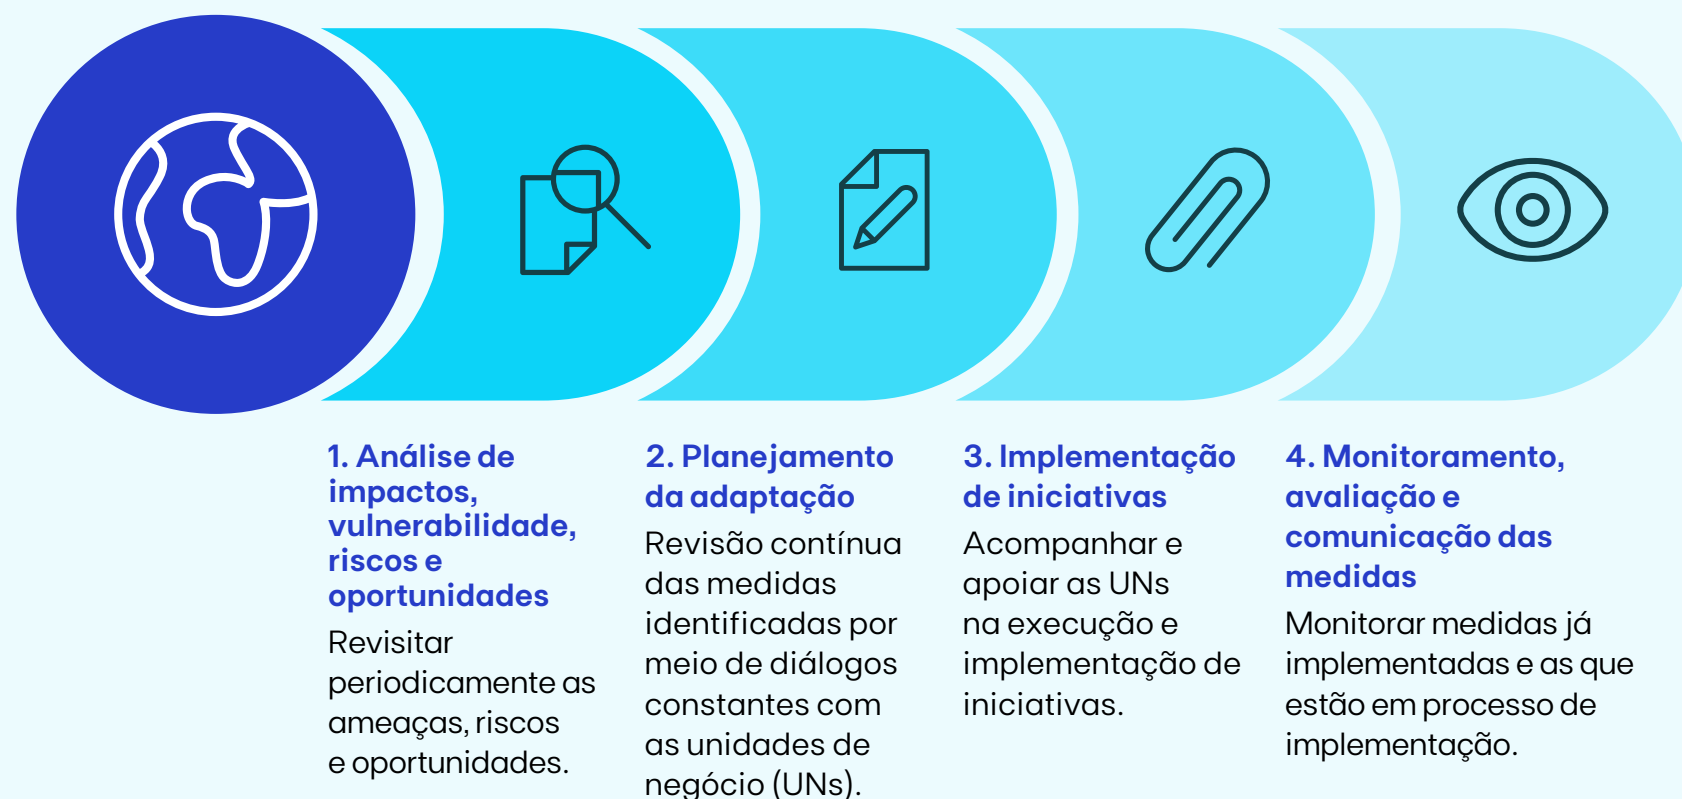 1. Análise de
impactos,
vulnerabilidade,
riscos e
oportunidades
Revisitar
periodicamente as
ameaças, riscos
e oportunidades.
2. Planejamento
da adaptação
Revisão contínua
das medidas
identificadas por
meio de diálogos
constantes com
as unidades de
negócio (UNs).
3. Implementação
de iniciativas
Acompanhar e
apoiar as UNs
na execução e
implementação de
iniciativas.
4. Monitoramento,
avaliação e
comunicação das
medidas
Monitorar medidas já
implementadas e as que
estão em processo de
implementação.